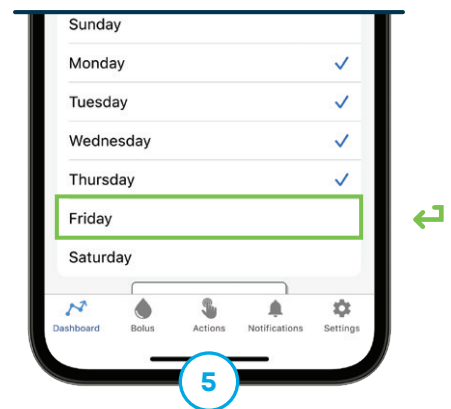 Sunday
Monday
Tuesday
Wednesday
Thursday
Friday
Saturday
Dashboard Bolus Actions Notifications Settings
5